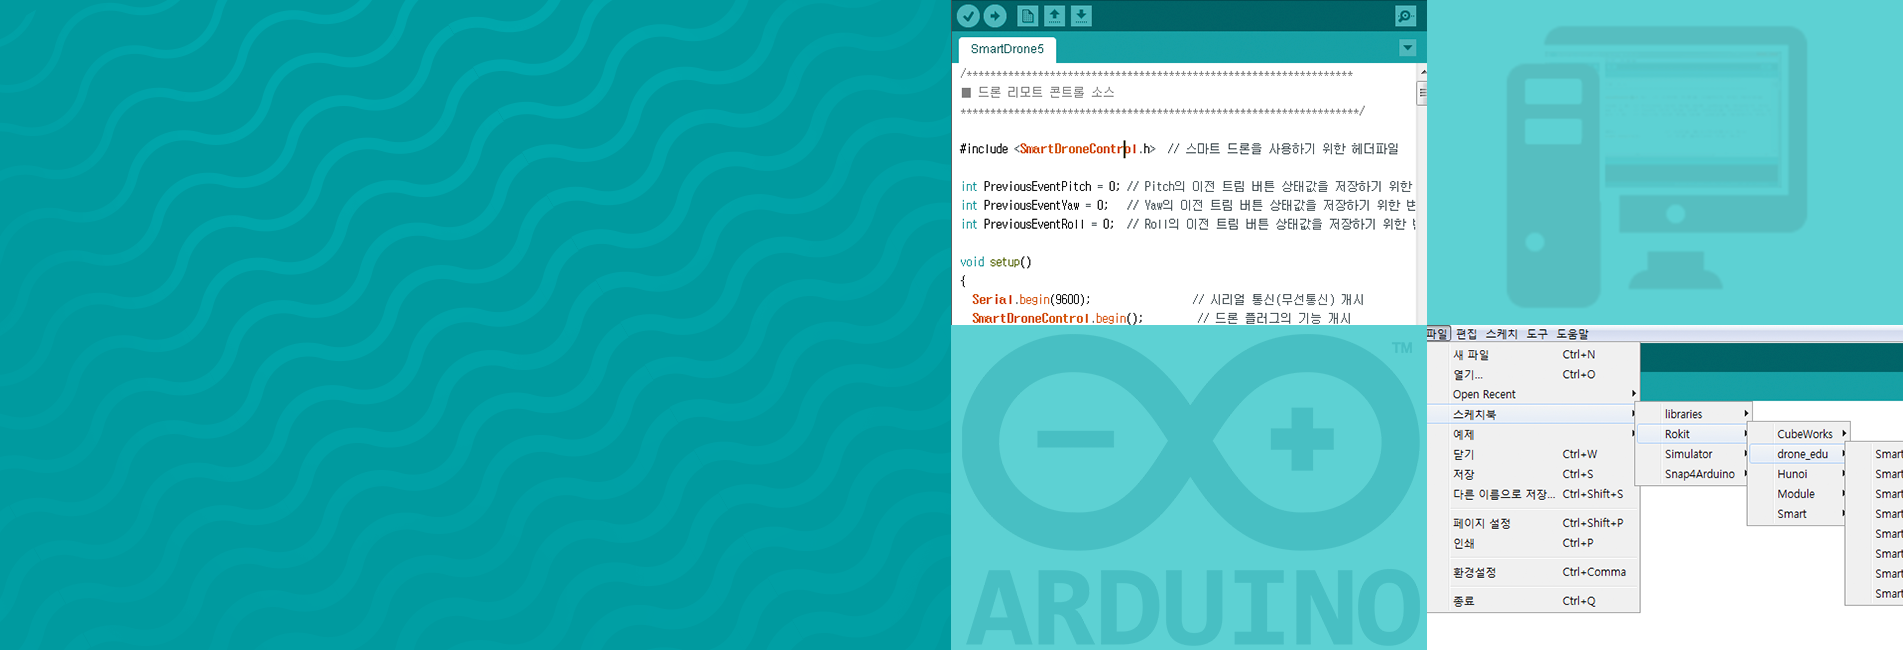 SmartDrone5
/******************************************************************
■ 드론 리모트 콘트롤 소스
********************************************************************/
#include <SmartDroneControl.h> // 스마트 드론을 사용하기 위한 헤더파일
int PreviousEventPitch = 0; // Pitch의 이전 트림 버튼 상태값을 저장하기 위한
int PreviousEventYaw = 0; // Yaw의 이전 트림 버튼 상태값을 저장하기 위한 변
int PreviousEventRoll = 0; // Roll의 이전 트림 버튼 상태값을 저장하기 위한
void setup()
{
Serial.begin(9600); // 시리얼 통신(무선통신) 개시
SmartDroneControl.begin(); // 드론 플러그의 기능 개시
TM
ARDUINO
파일 편집 스케치 도구 도움말
새 파일 Ctrl+N
열기... Ctrl+O
Open Recent
스케치북
예제
닫기 Ctrl+W
저장 Ctrl+S
다른 이름으로 저장... Ctrl+Shift+S
페이지 설정 Ctrl+Shift+P
인쇄 Ctrl+P
환경설정 Ctrl+Comma
종료 Ctrl+Q
libraries
Rokit
Simulator
Snap4Arduino
CubeWorks
drone_edu
Hunoi
Module
Smart
Smart
Smart
Smart
Smart
Smart
Smart
Smart
Smart